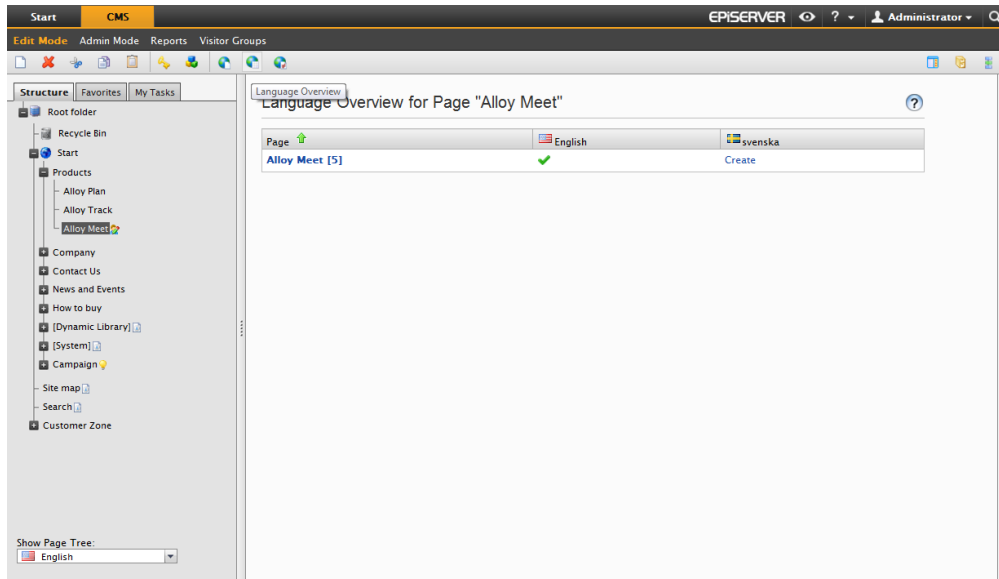 Start CMS EPiSERVER ? Administrator
Edit Mode Admin Mode Reports Visitor Groups
Structure Favorites My Tasks
Root folder
Recycle Bin
Start
Products
Alloy Plan
Alloy Track
Alloy Meet
Company
Contact Us
News and Events
How to buy
[Dynamic Library]
[System]
Campaign
Site map
Search
Customer Zone
Show Page Tree:
English
Language Overview
Language Overview for Page "Alloy Meet"
?
Page English svenska
Alloy Meet [5] Create